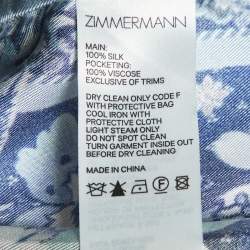 ZIMMERMANN
MAIN:
100% SILK
POCKETING:
100% VISCOSE
EXCLUSIVE OF TRIMS
DRY CLEAN ONLY CODE F
WITH PROTECTIVE BAG
COOL IRON WITH
PROTECTIVE CLOTH
LIGHT STEAM ONLY
DO NOT SPOT CLEAN
TURN GARMENT INSIDE OUT
BEFORE DRY CLEANING
MADE IN CHINA